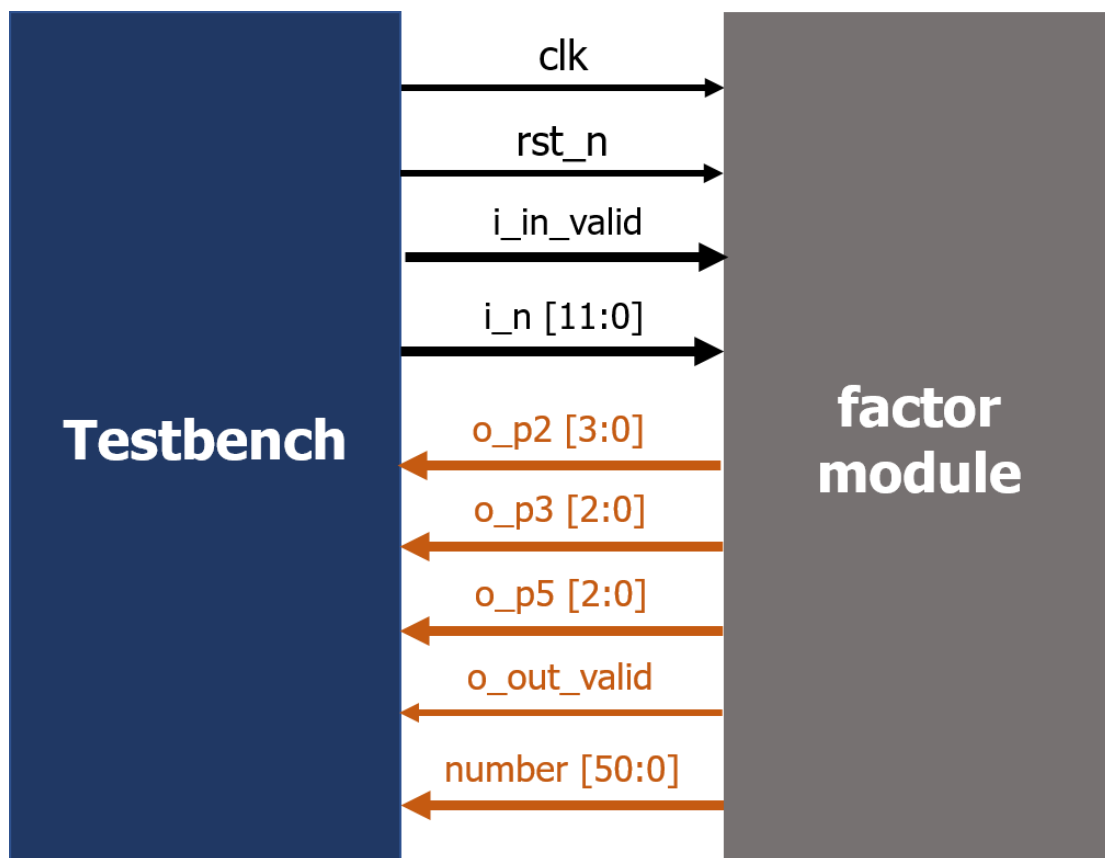 clk
rst_n
i_in_valid
i_n [11:0]
Testbench
factor
module
o_p2 [3:0]
o_p3 [2:0]
o_p5 [2:0]
o_out_valid
number [50:0]